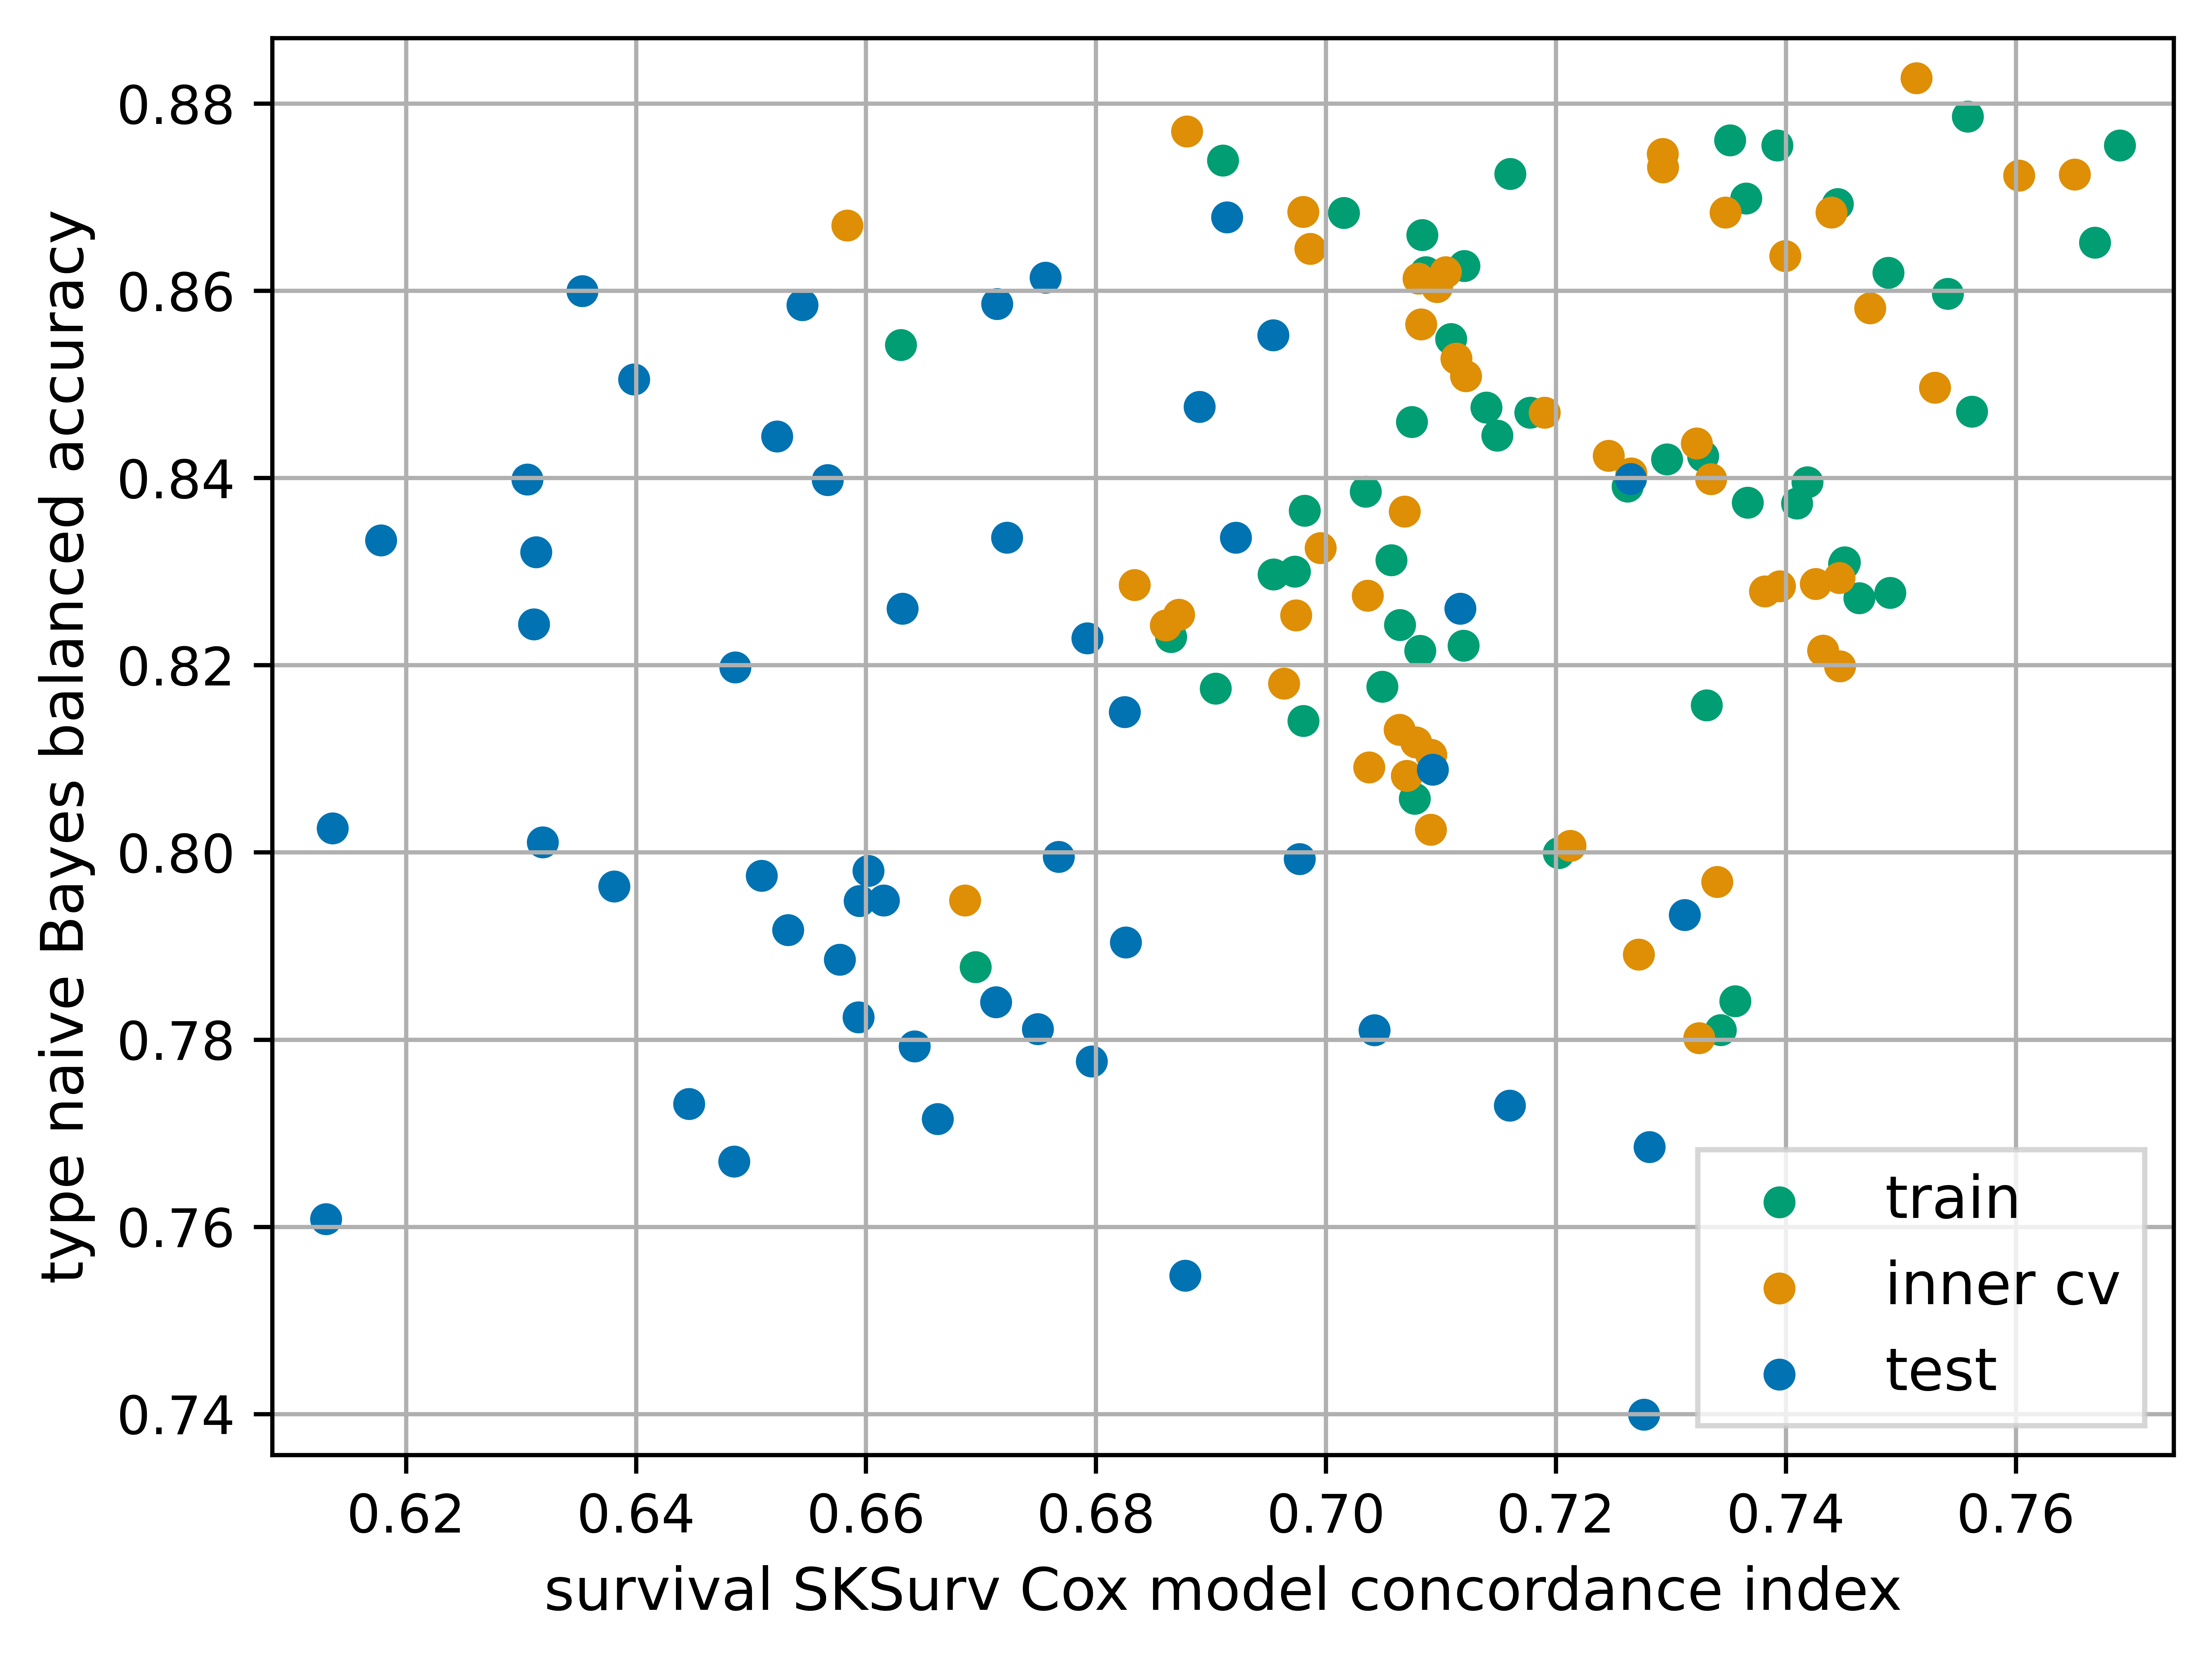 type naive Bayes balanced accuracy
0.88
0.86
0.84
0.82
0.80
0.78
0.76
0.74
0.62 0.64 0.66 0.68 0.70 0.72 0.74 0.76
survival SKSurv Cox model concordance index
train
inner cv
test